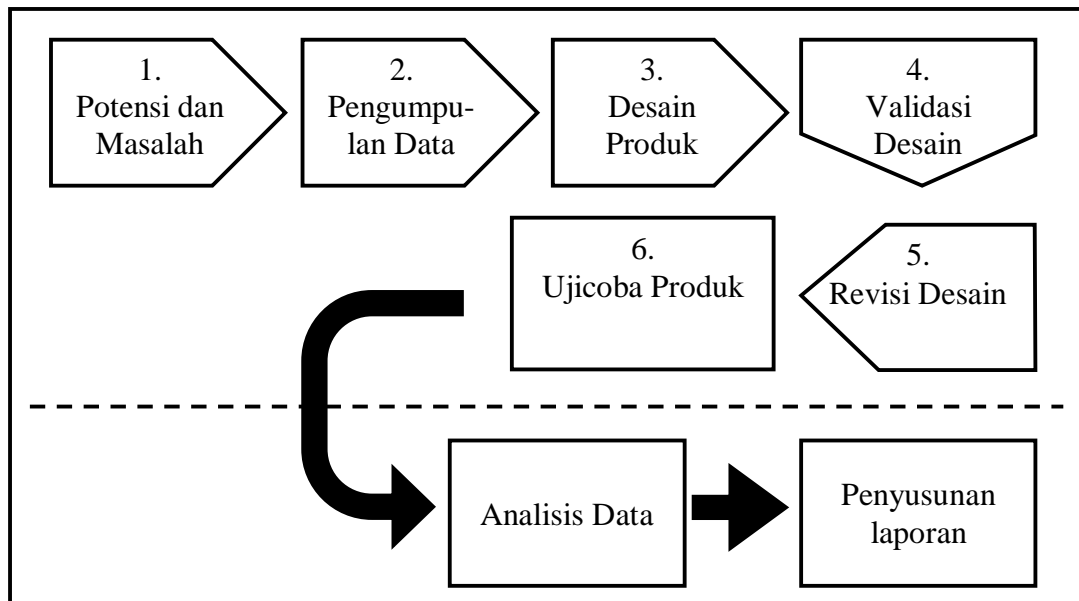 1.
Potensi dan
Masalah
2.
Pengumpu-
lan Data
3.
Desain
Produk
4.
Validasi
Desain
5.
Revisi Desain
6.
Ujicoba Produk
Analisis Data
Penyusunan
laporan